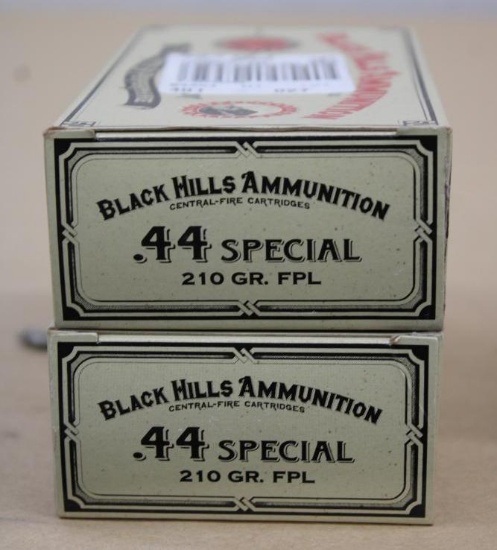 BLACK HILLS AMMUNITION
CENTRAL-FIRE CARTRIDGES
.44 SPECIAL
210 GR. FPL
BLACK HILLS AMMUNITION
CENTRAL-FIRE CARTRIDGES
.44 SPECIAL
210 GR. FPL